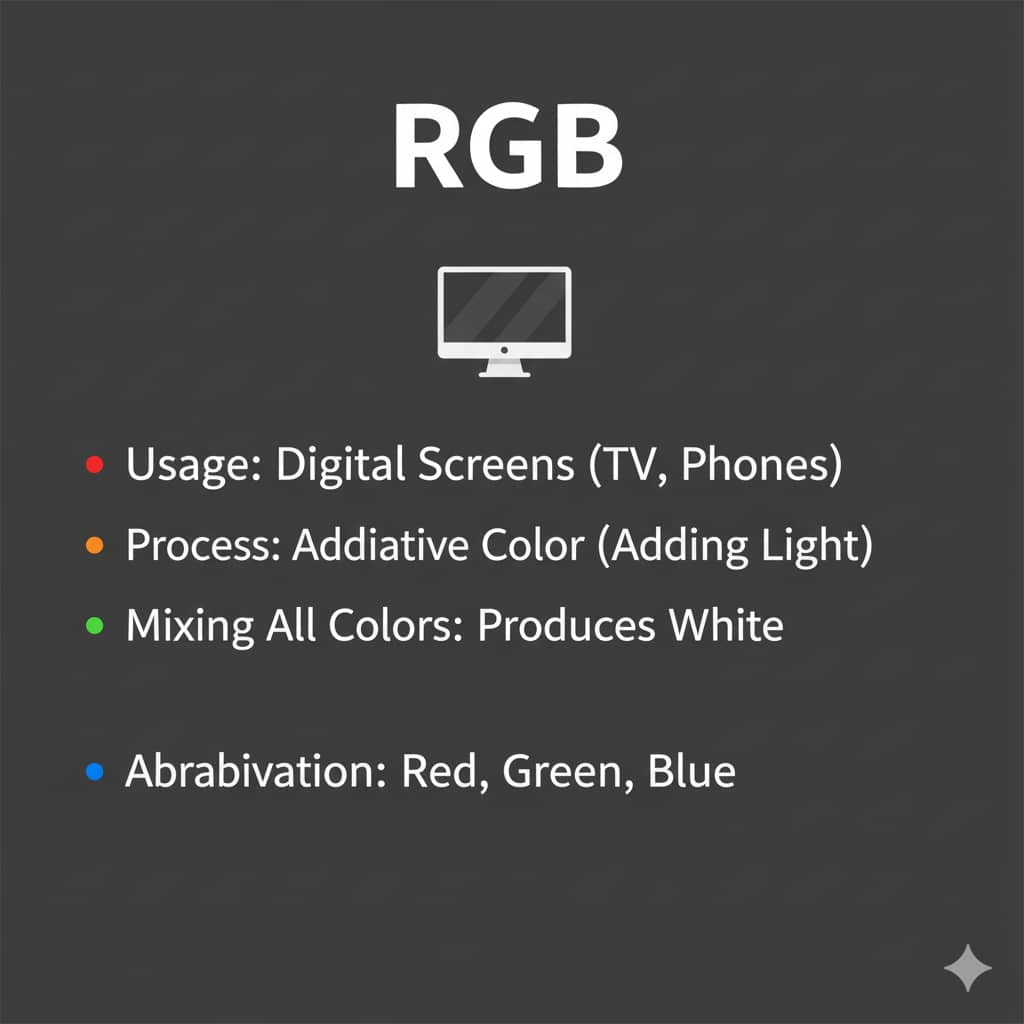 RGB
Usage: Digital Screens (TV, Phones)
Process: Addiative Color (Adding Light)
Mixing All Colors: Produces White
Abrabivation: Red, Green, Blue